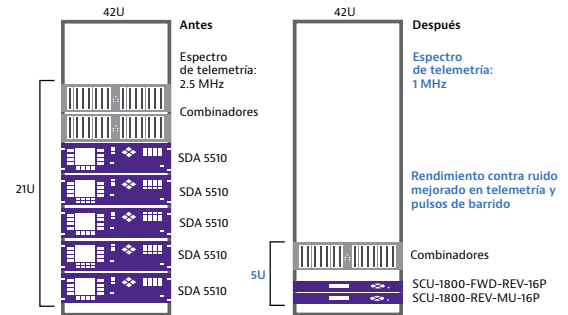 42U
Antes
Espectro
de telemetría:
2.5 MHz
Combinadores
SDA 5510
SDA 5510
SDA 5510
SDA 5510
SDA 5510
21U
42U
Después
Espectro
de telemetría:
1 MHz
Rendimiento contra ruido
mejorado en telemetría y
pulsos de barrido
Combinadores
5U
SCU-1800-FWD-REV-16P
SCU-1800-REV-MU-16P